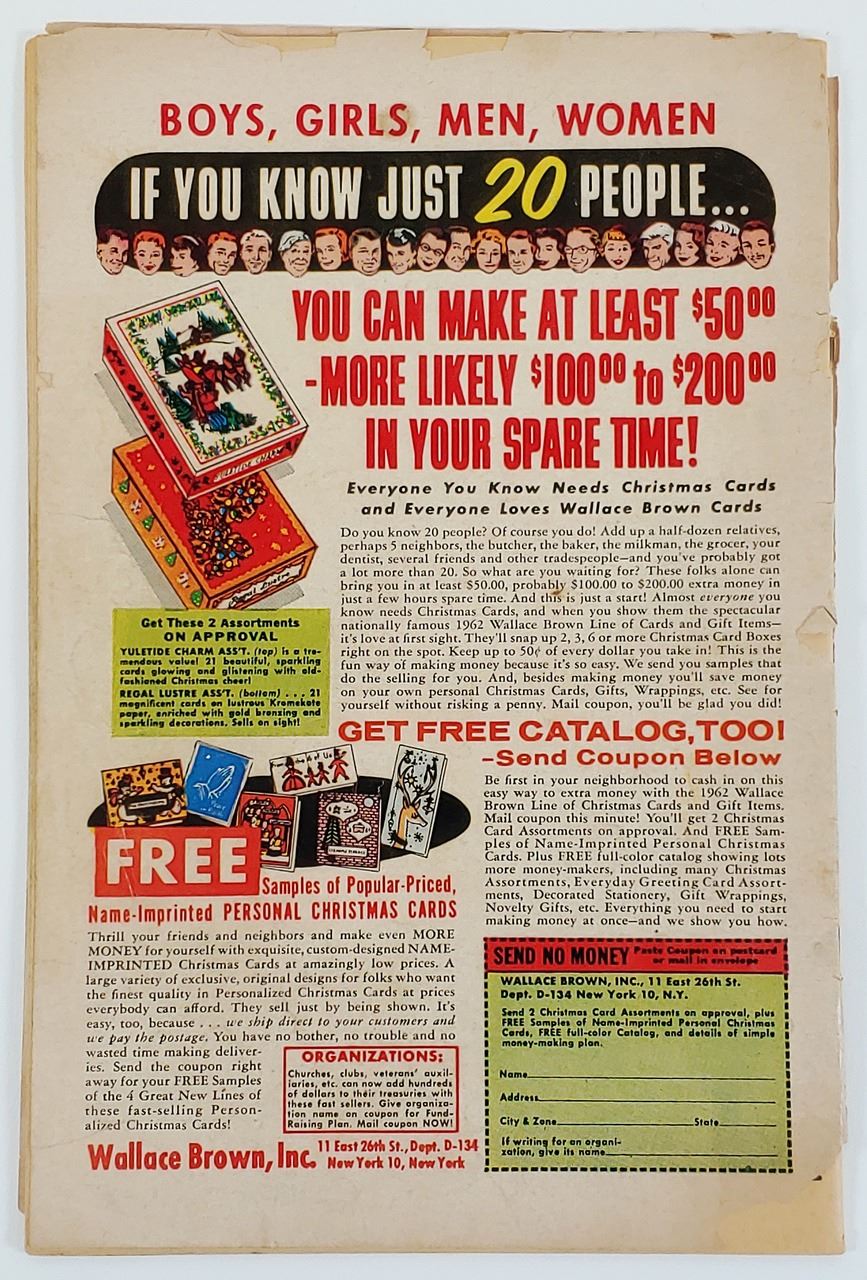 BOYS, GIRLS, MEN, WOMEN
IF YOU KNOW JUST 20 PEOPLE...
YOU CAN MAKE AT LEAST $50⁰⁰
-MORE LIKELY $100⁰⁰ to $200⁰⁰
IN YOUR SPARE TIME!
Everyone You Know Needs Christmas Cards
and Everyone Loves Wallace Brown Cards
YULETIDE CHARM
Regal Lustre
Do you know 20 people? Of course you do! Add up a half-dozen relatives,
perhaps 5 neighbors, the butcher, the baker, the milkman, the grocer, your
dentist, several friends and other tradespeople—and you've probably got
a lot more than 20. So what are you waiting for? These folks alone can
bring you in at least $50.00, probably $100.00 to $200.00 extra money in
just a few hours spare time. And this is just a start! Almost everyone you
know needs Christmas Cards, and when you show them the spectacular
nationally famous 1962 Wallace Brown Line of Cards and Gift Items—
it's love at first sight. They'll snap up 2, 3, 6 or more Christmas Card Boxes
right on the spot. Keep up to 50¢ of every dollar you take in! This is the
fun way of making money because it's so easy. We send you samples that
do the selling for you. And, besides making money you'll save money
on your own personal Christmas Cards, Gifts, Wrappings, etc. See for
yourself without risking a penny. Mail coupon, you'll be glad you did!
Get These 2 Assortments
ON APPROVAL
YULETIDE CHARM ASS'T. (top) is a tre-
mendous value! 21 beautiful, sparkling
cards glowing and glistening with old-
fashioned Christmas cheer!
REGAL LUSTRE ASS'T. (bottom) . . . 21
magnificent cards on lustrous Kromekote
paper, enriched with gold bronzing and
sparkling decorations. Sells on sight!
GET FREE CATALOG, TOO!
–Send Coupon Below
Be first in your neighborhood to cash in on this
easy way to extra money with the 1962 Wallace
Brown Line of Christmas Cards and Gift Items.
Mail coupon this minute! You'll get 2 Christmas
Card Assortments on approval. And FREE Sam-
ples of Name-Imprinted Personal Christmas
Cards. Plus FREE full-color catalog showing lots
more money-makers, including many Christmas
Assortments, Everyday Greeting Card Assort-
ments, Decorated Stationery, Gift Wrappings,
Novelty Gifts, etc. Everything you need to start
making money at once—and we show you how.
FREE
Samples of Popular-Priced,
Name-Imprinted PERSONAL CHRISTMAS CARDS
Thrill your friends and neighbors and make even MORE
MONEY for yourself with exquisite, custom-designed NAME-
IMPRINTED Christmas Cards at amazingly low prices. A
large variety of exclusive, original designs for folks who want
the finest quality in Personalized Christmas Cards at prices
everybody can afford. They sell just by being shown. It's
easy, too, because . . . we ship direct to your customers and
we pay the postage. You have no bother, no trouble and no
wasted time making deliver-
ies. Send the coupon right
away for your FREE Samples
of the 4 Great New Lines of
these fast-selling Person-
alized Christmas Cards!
ORGANIZATIONS:
Churches, clubs, veterans' auxil-
iaries, etc. can now add hundreds
of dollars to their treasuries with
these fast sellers. Give organiza-
tion name on coupon for Fund-
Raising Plan. Mail coupon NOW!
Wallace Brown, Inc. 11 East 26th St., Dept. D-134
New York 10, New York
SEND NO MONEY Paste Coupon on postcard
or mail in envelope
WALLACE BROWN, INC., 11 East 26th St.
Dept. D-134 New York 10, N.Y.
Send 2 Christmas Card Assortments on approval, plus
FREE Samples of Name-Imprinted Personal Christmas
Cards, FREE full-color Catalog, and details of simple
money-making plan.
Name
Address
City & Zone State
If writing for an organi-
zation, give its name